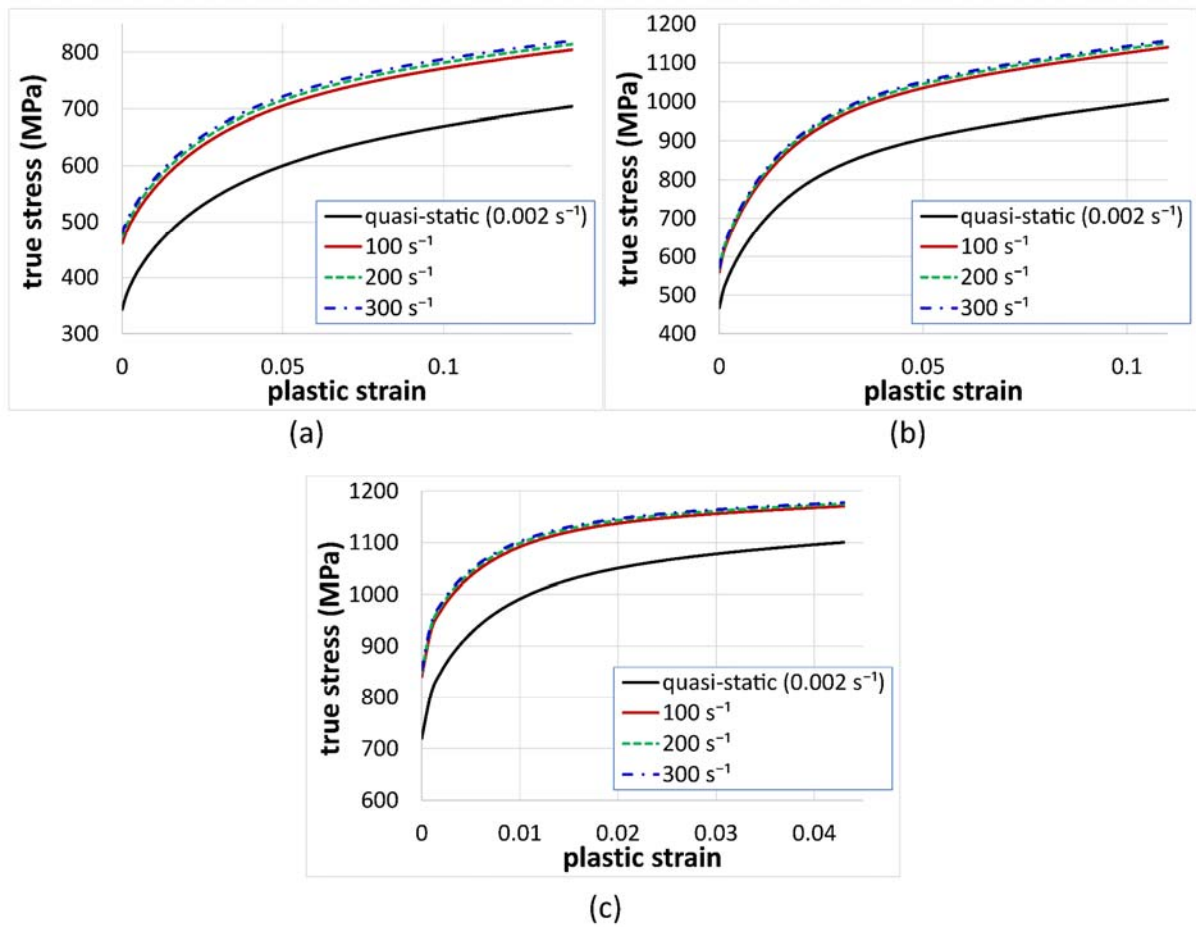 800
700
600
500
400
300
true stress (MPa)
quasi-static (0.002 s⁻¹)
100 s⁻¹
200 s⁻¹
300 s⁻¹
0 0.05 0.1
plastic strain
(a)
1200
1100
1000
900
800
700
600
500
400
true stress (MPa)
quasi-static (0.002 s⁻¹)
100 s⁻¹
200 s⁻¹
300 s⁻¹
0 0.05 0.1
plastic strain
(b)
1200
1100
1000
900
800
700
600
true stress (MPa)
quasi-static (0.002 s⁻¹)
100 s⁻¹
200 s⁻¹
300 s⁻¹
0 0.01 0.02 0.03 0.04
plastic strain
(c)